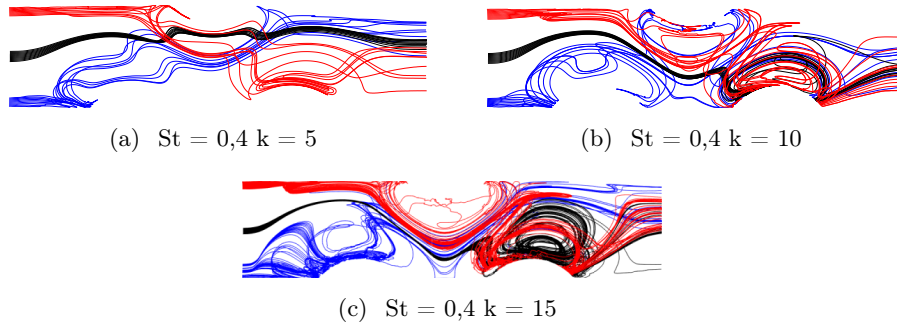 (a) St = 0,4 k = 5
(b) St = 0,4 k = 10
(c) St = 0,4 k = 15